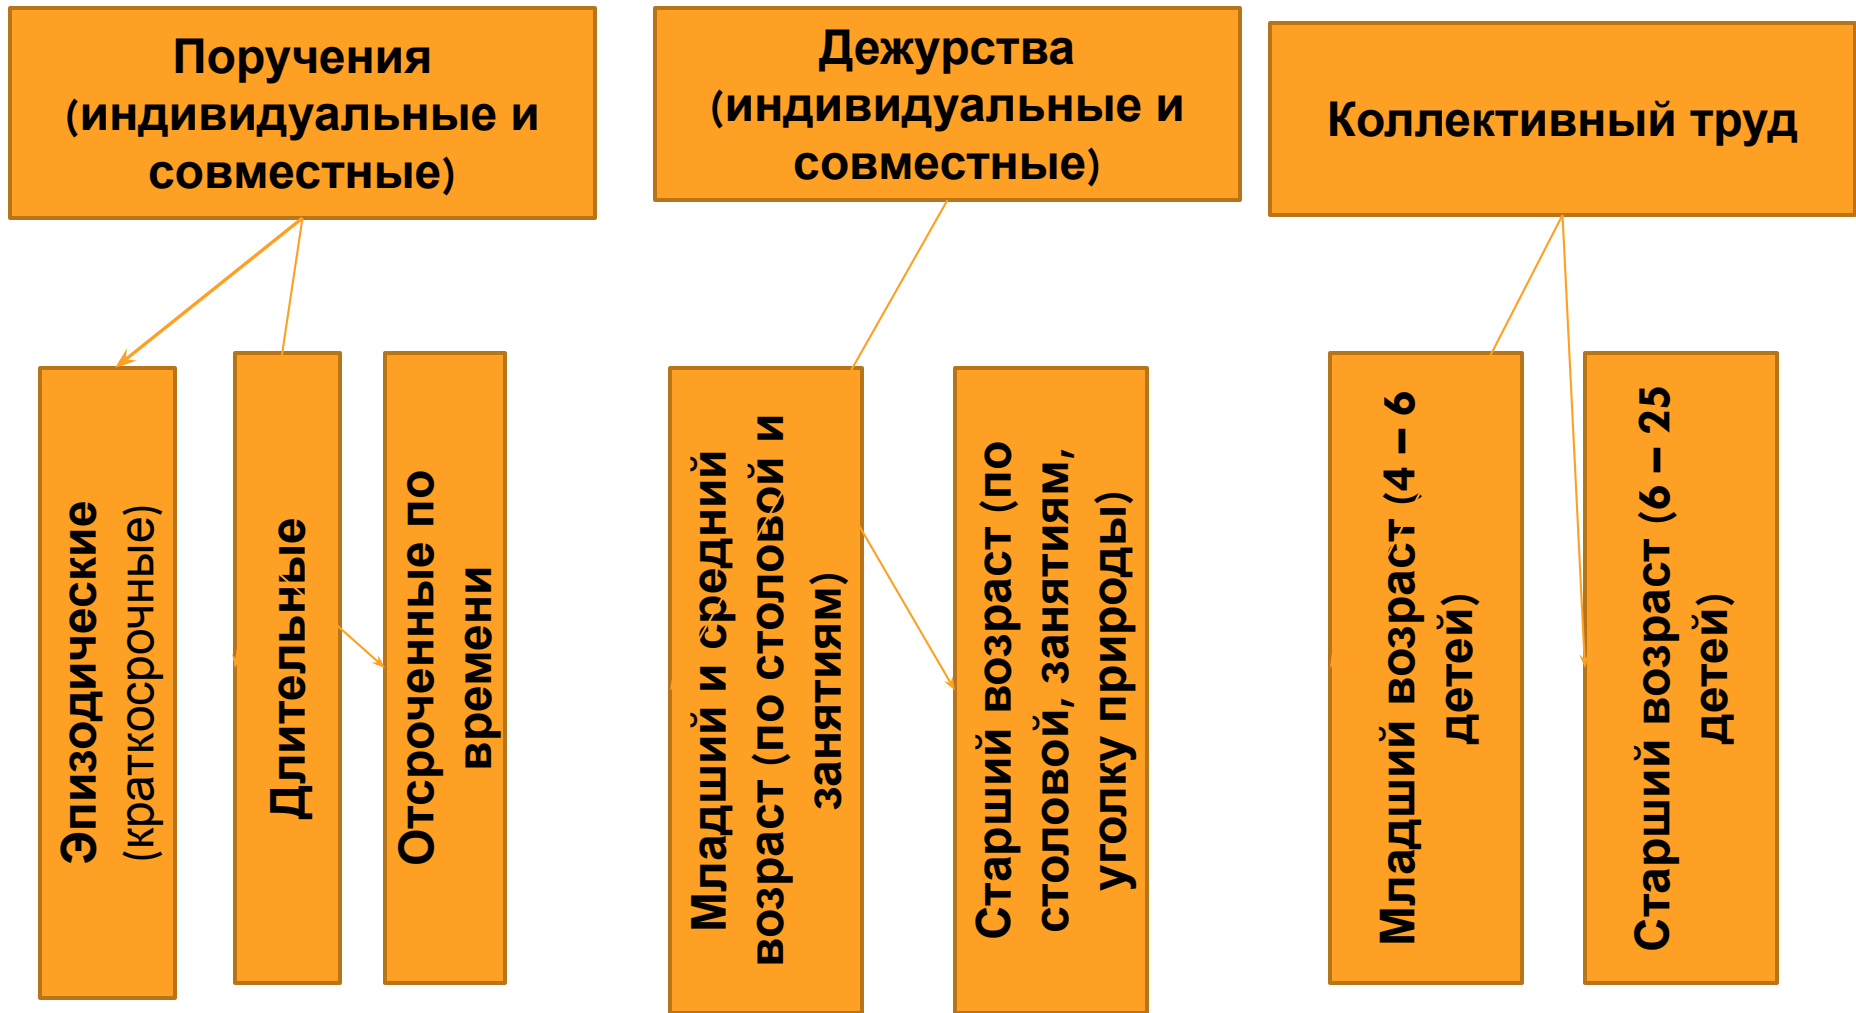 Поручения
(индивидуальные и
совместные)
Дежурства
(индивидуальные и
совместные)
Коллективный труд
Эпизодические
(краткосрочные)
Длительные
Отсроченные по
времени
Младший и средний
возраст (по столовой и
занятиям)
Старший возраст (по
столовой, занятиям,
уголку природы)
Младший возраст (4 – 6
детей)
Старший возраст (6 – 25
детей)